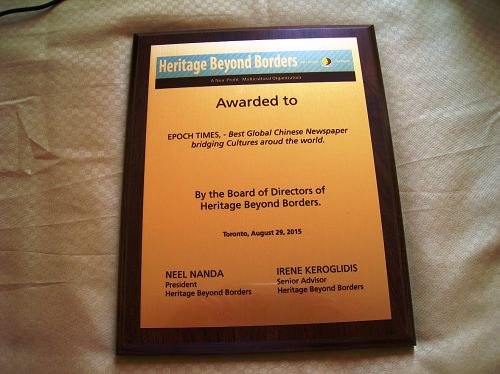 Heritage Beyond Borders
A Non-Profit Multicultural Organization
Awarded to
EPOCH TIMES, - Best Global Chinese Newspaper
bridging Cultures aroud the world.
By the Board of Directors of
Heritage Beyond Borders.
Toronto, August 29, 2015
NEEL NANDA
President
Heritage Beyond Borders
IRENE KEROGLIDIS
Senior Advisor
Heritage Beyond Borders